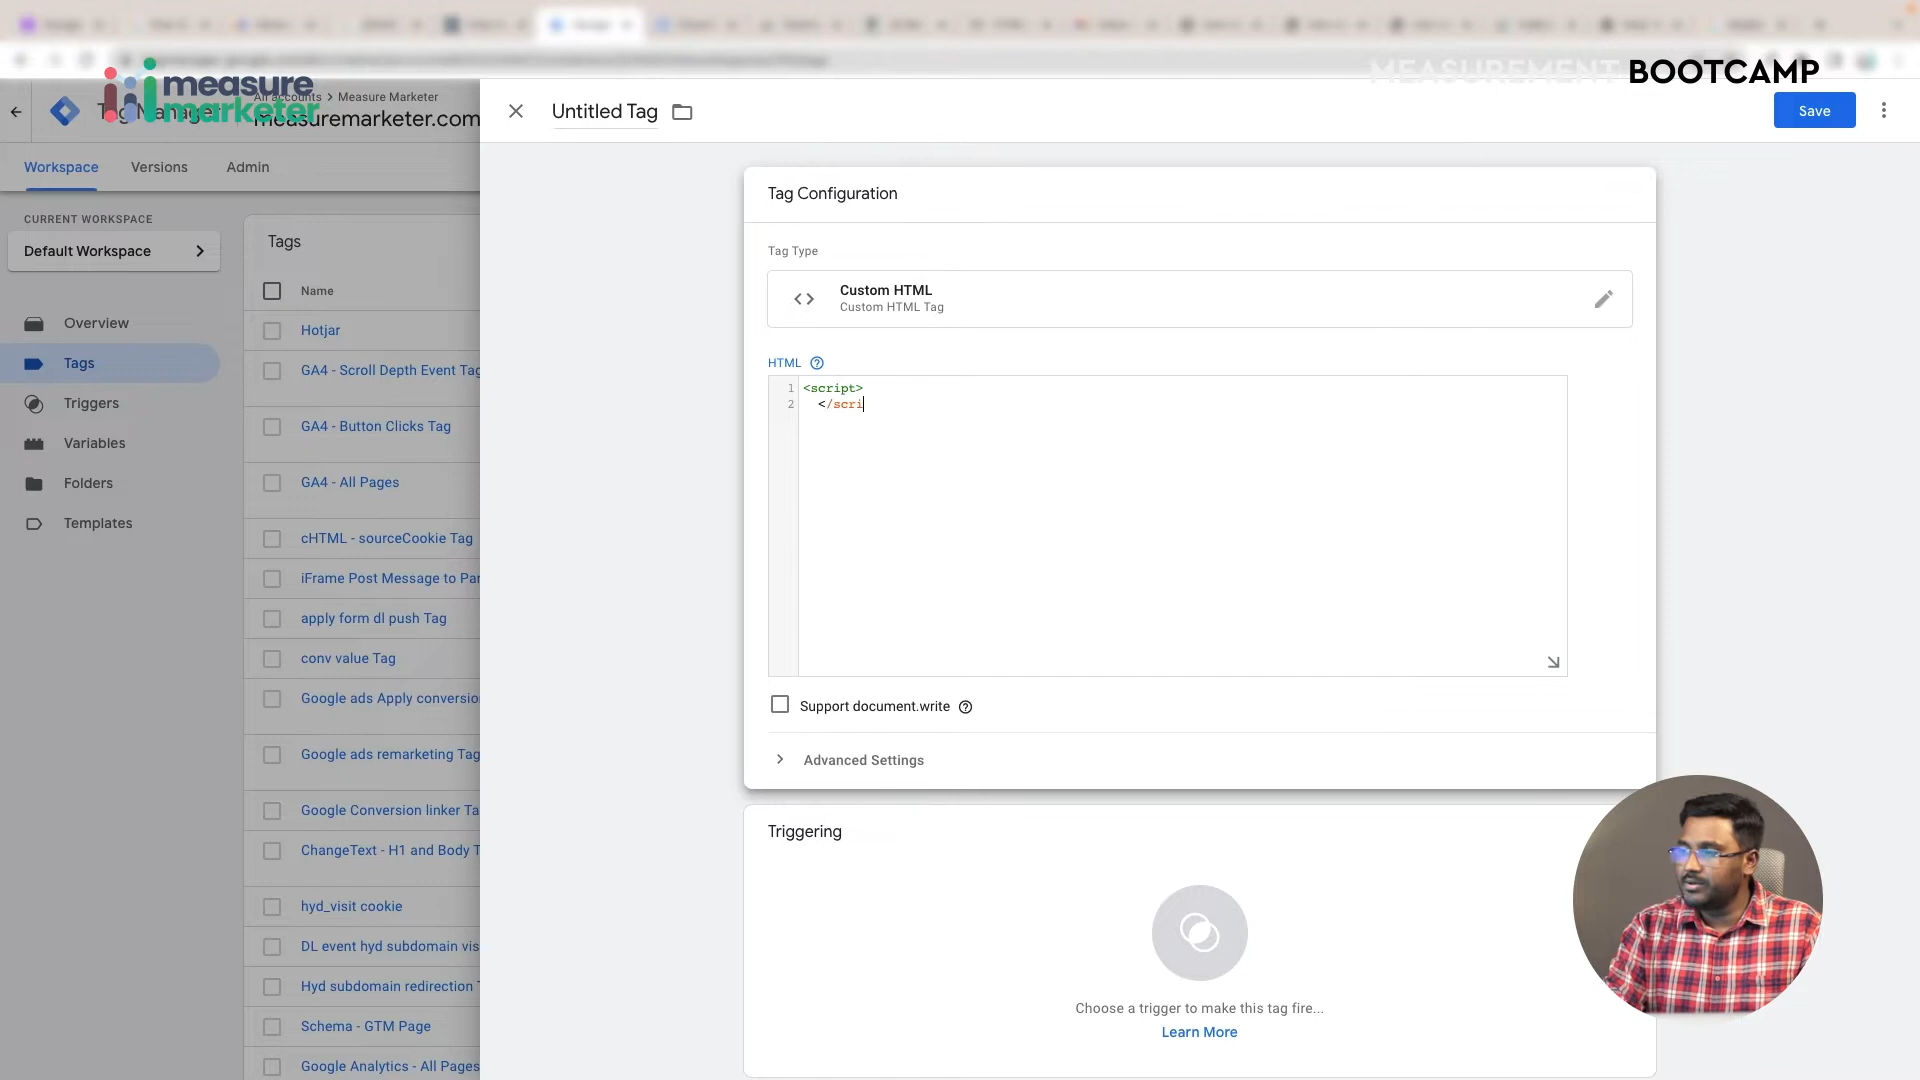 measure
marketer
MEASUREMENT BOOTCAMP
All accounts > Measure Marketer
Tag Manager
measuremarketer.com
Untitled Tag
Save
Workspace
Versions
Admin
CURRENT WORKSPACE
Default Workspace
Overview
Tags
Triggers
Variables
Folders
Templates
Tags
Name
Hotjar
GA4 - Scroll Depth Event Tag
GA4 - Button Clicks Tag
GA4 - All Pages
cHTML - sourceCookie Tag
iFrame Post Message to Par
apply form dl push Tag
conv value Tag
Google ads Apply conversio
Google ads remarketing Tag
Google Conversion linker Ta
ChangeText - H1 and Body T
hyd_visit cookie
DL event hyd subdomain vis
Hyd subdomain redirection T
Schema - GTM Page
Google Analytics - All Pages
Tag Configuration
Tag Type
Custom HTML
Custom HTML Tag
HTML
1 <script>
2 </scri
Support document.write
Advanced Settings
Triggering
Choose a trigger to make this tag fire...
Learn More